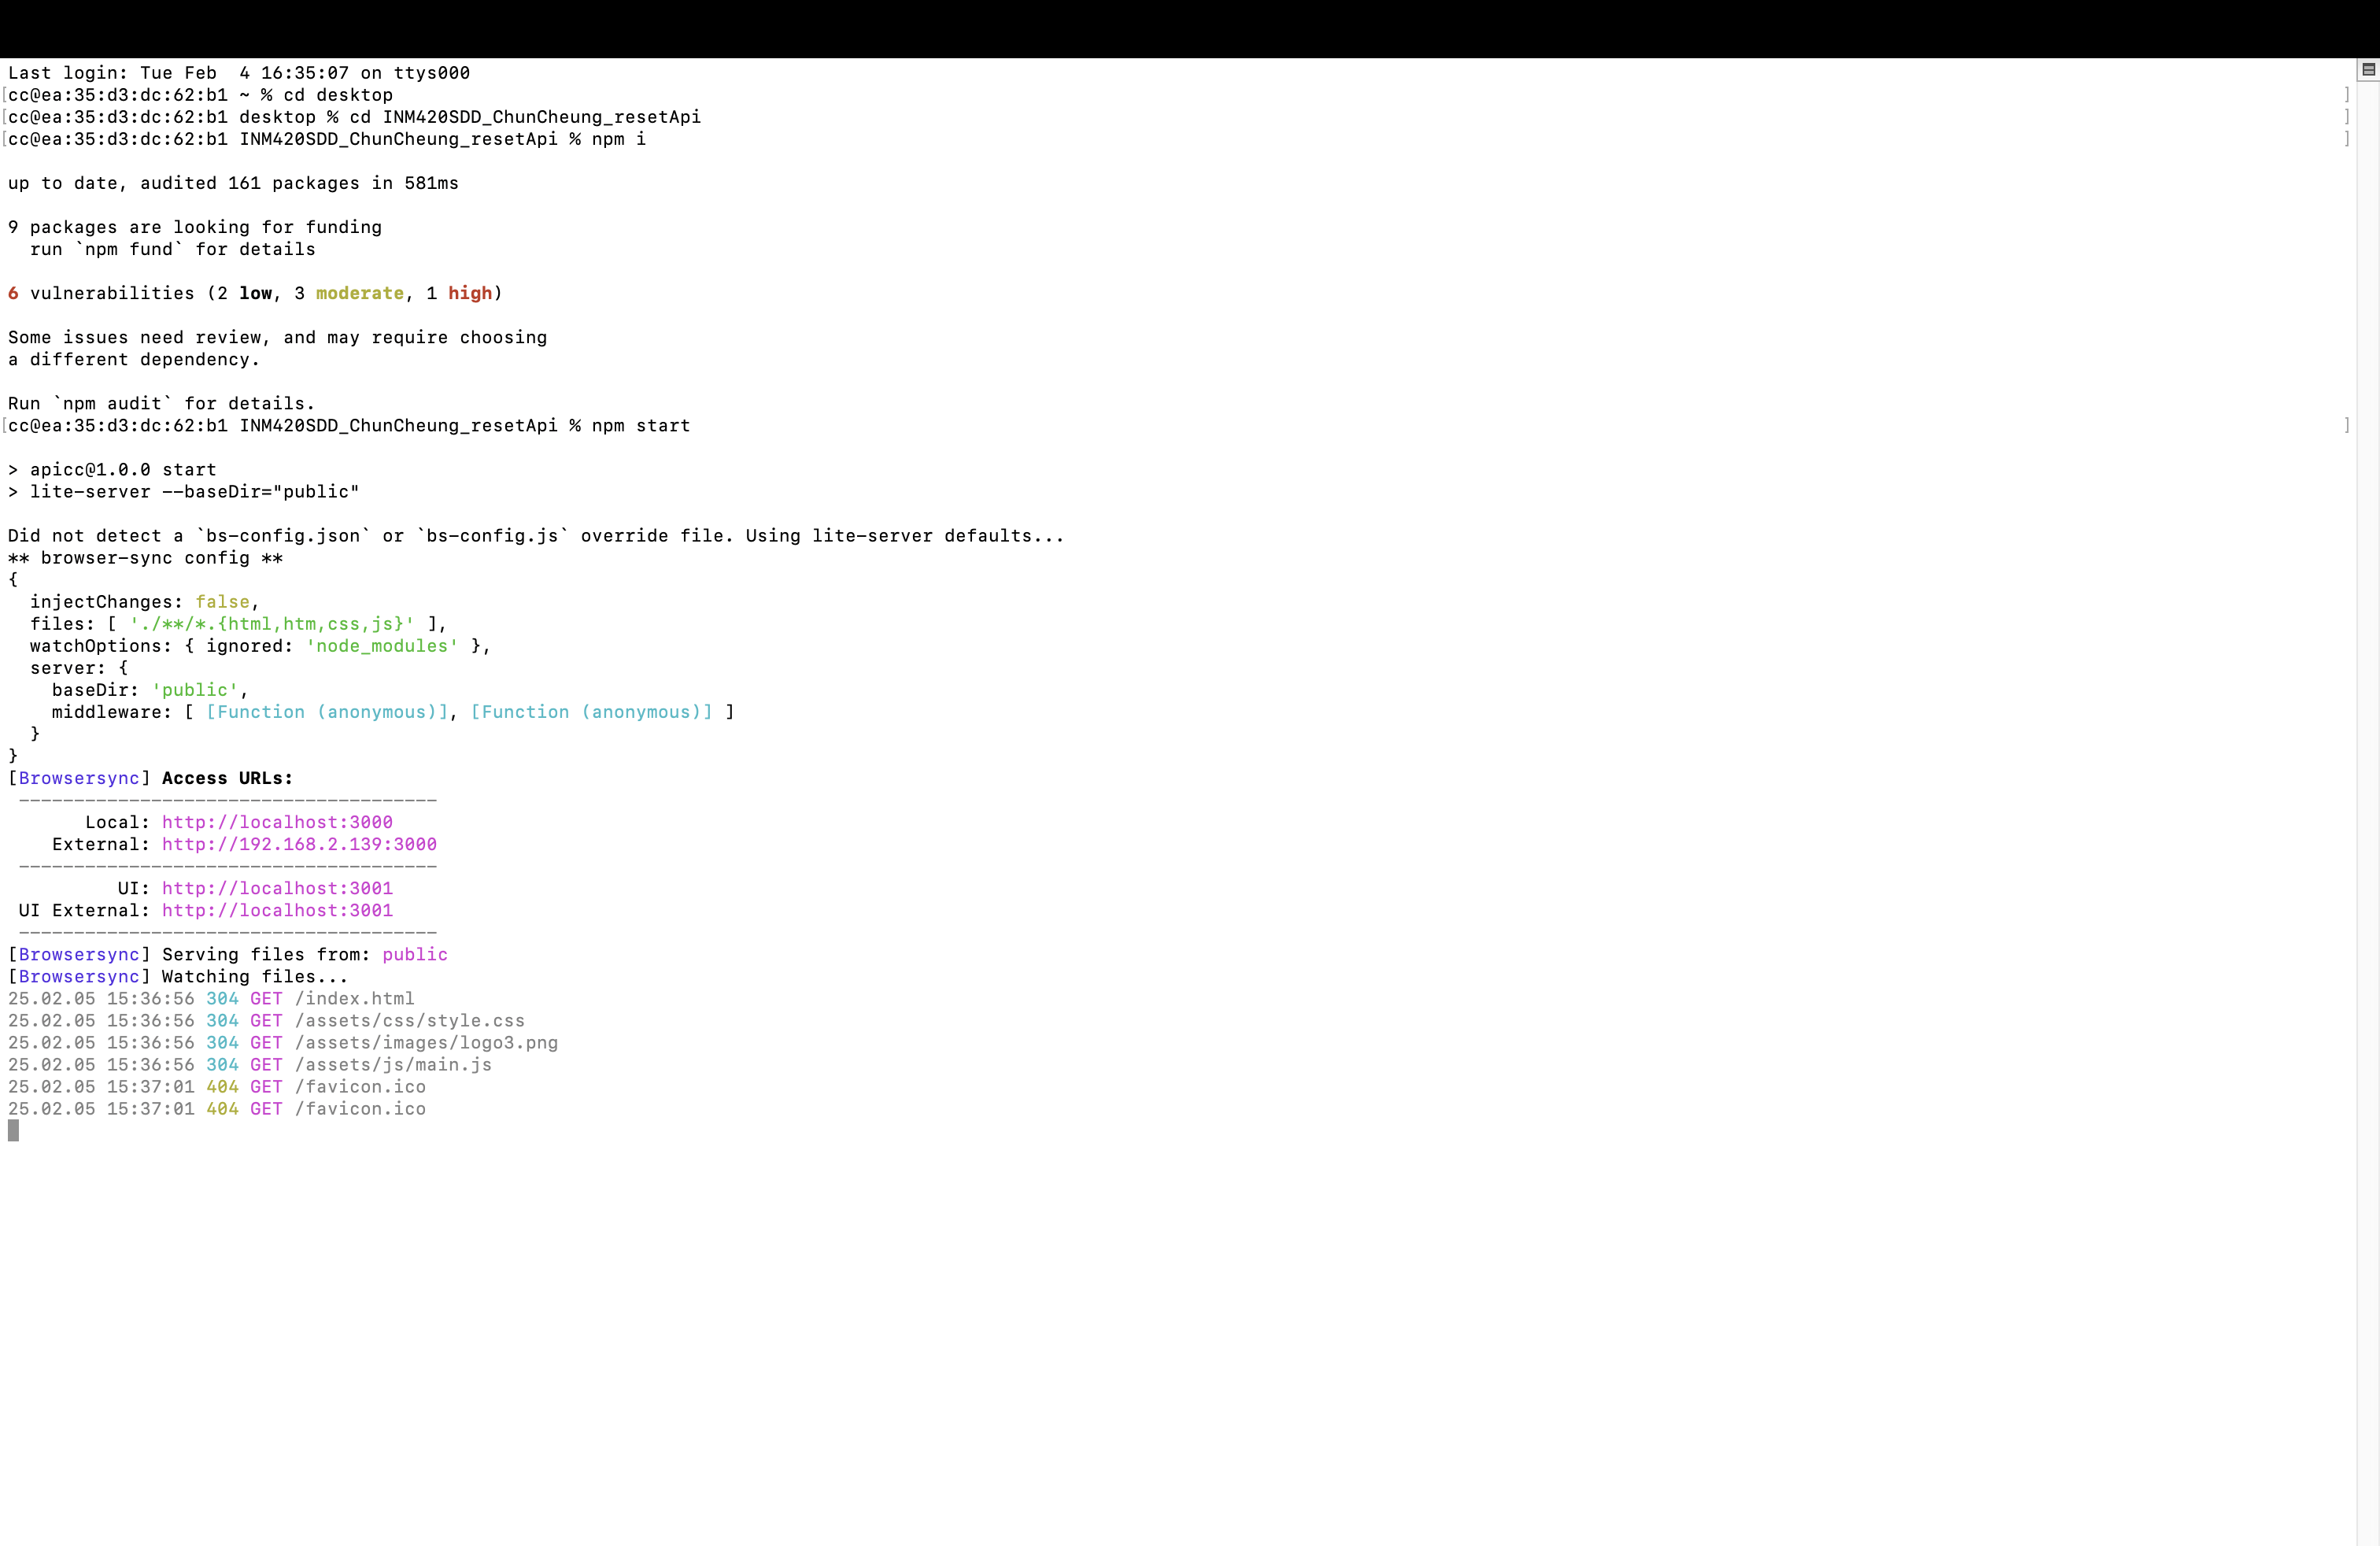 Last login: Tue Feb  4 16:35:07 on ttys000
[cc@ea:35:d3:dc:62:b1 ~ % cd desktop ]
[cc@ea:35:d3:dc:62:b1 desktop % cd INM420SDD_ChunCheung_resetApi ]
[cc@ea:35:d3:dc:62:b1 INM420SDD_ChunCheung_resetApi % npm i ]
up to date, audited 161 packages in 581ms
9 packages are looking for funding
  run `npm fund` for details
6 vulnerabilities (2 low, 3 moderate, 1 high)
Some issues need review, and may require choosing
a different dependency.
Run `npm audit` for details.
[cc@ea:35:d3:dc:62:b1 INM420SDD_ChunCheung_resetApi % npm start ]
> apicc@1.0.0 start
> lite-server --baseDir="public"
Did not detect a `bs-config.json` or `bs-config.js` override file. Using lite-server defaults...
** browser-sync config **
{
  injectChanges: false,
  files: [ './**/*.{html,htm,css,js}' ],
  watchOptions: { ignored: 'node_modules' },
  server: {
    baseDir: 'public',
    middleware: [ [Function (anonymous)], [Function (anonymous)] ]
  }
}
[Browsersync] Access URLs:
 --------------------------------------
       Local: http://localhost:3000
    External: http://192.168.2.139:3000
 --------------------------------------
          UI: http://localhost:3001
 UI External: http://localhost:3001
 --------------------------------------
[Browsersync] Serving files from: public
[Browsersync] Watching files...
25.02.05 15:36:56 304 GET /index.html
25.02.05 15:36:56 304 GET /assets/css/style.css
25.02.05 15:36:56 304 GET /assets/images/logo3.png
25.02.05 15:36:56 304 GET /assets/js/main.js
25.02.05 15:37:01 404 GET /favicon.ico
25.02.05 15:37:01 404 GET /favicon.ico